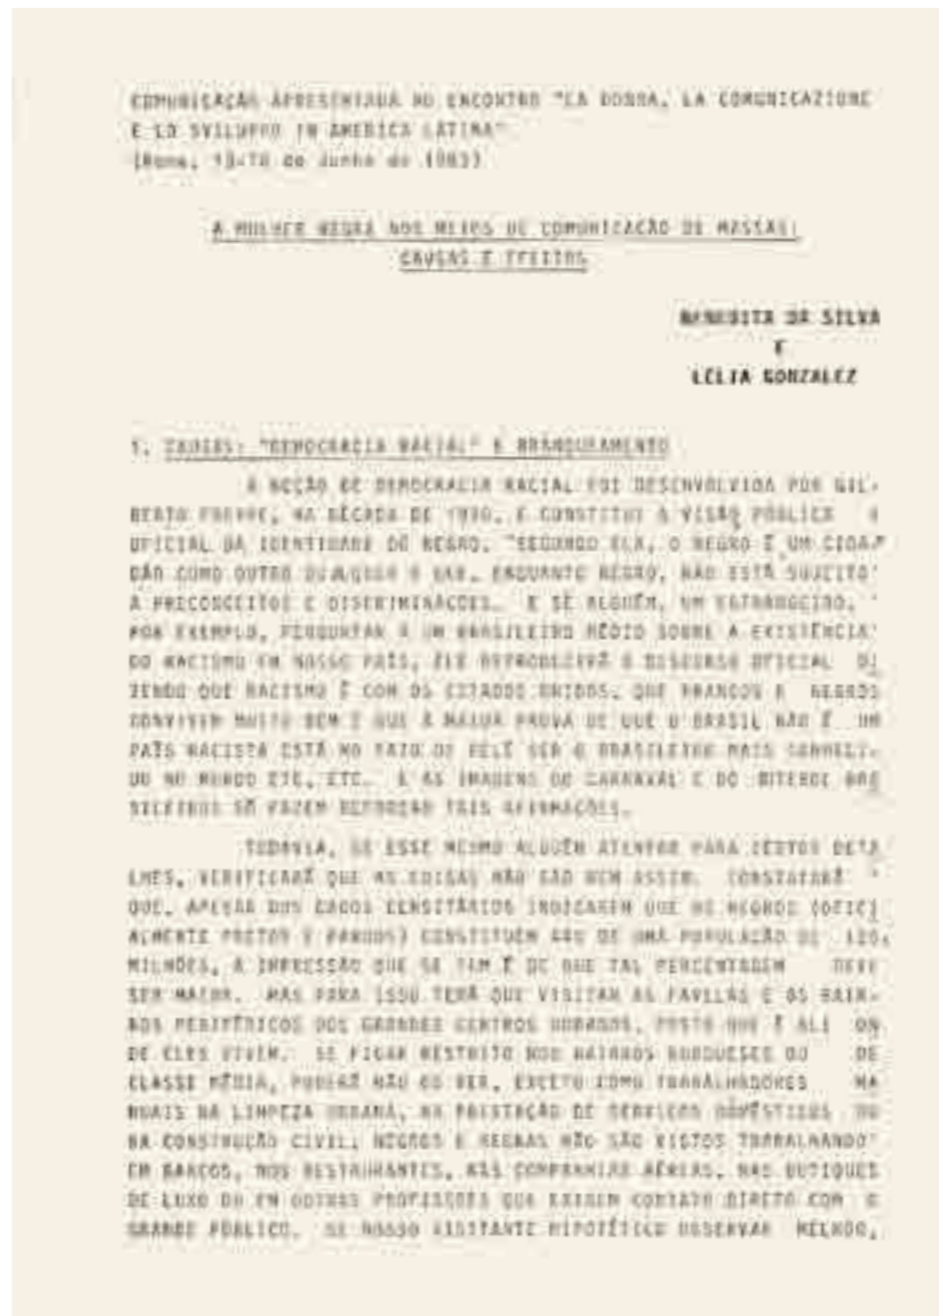 COMUNICAÇÃO APRESENTADA NO ENCONTRO "LA DONNA, LA COMUNICAZIONE
E LO SVILUPPO IN AMERICA LATINA"
(Roma, de Junho de 1983)
A MULHER NEGRA NOS MEIOS DE COMUNICAÇÃO DE MASSAS:
CAUSAS E EFEITOS
BENEDITA DA SILVA
E
LÉLIA GONZALEZ
1. CAUSAS: "DEMOCRACIA RACIAL" E BRANQUEAMENTO
A NOÇÃO DE DEMOCRACIA RACIAL FOI DESENVOLVIDA POR GIL-
BERTO FREYRE, NA DÉCADA DE 1930, E CONSTITUI A VISÃO PÚBLICA E
OFICIAL DA IDENTIDADE DO NEGRO. "SEGUNDO ELA, O NEGRO É UM CIDA-
DÃO COMO OUTRO QUALQUER E QUE, ENQUANTO NEGRO, NÃO ESTÁ SUJEITO
A PRECONCEITOS E DISCRIMINAÇÕES. E SE ALGUÉM, UM ESTRANGEIRO,
POR EXEMPLO, PERGUNTAR A UM BRASILEIRO MÉDIO SOBRE A EXISTÊNCIA
DO RACISMO EM NOSSO PAÍS, ELE REPRODUZIRÁ O DISCURSO OFICIAL DI
ZENDO QUE RACISMO É COM OS ESTADOS UNIDOS, QUE BRANCOS E NEGROS
CONVIVEM MUITO BEM E QUE A MAIOR PROVA DE QUE O BRASIL NÃO É UM
PAÍS RACISTA ESTÁ NO FATO DE PELÉ SER O BRASILEIRO MAIS CONHECI-
DO NO MUNDO ETC, ETC. E AS IMAGENS DO CARNAVAL E DO FUTEBOL BRA
SILEIROS SÓ FAZEM REFORÇAR TAIS AFIRMAÇÕES.
TODAVIA, SE ESSE MESMO ALGUÉM ATENTAR PARA CERTOS DETA
LHES, VERIFICARÁ QUE AS COISAS NÃO SÃO BEM ASSIM. CONSTATARÁ
QUE, APESAR DOS DADOS CENSITÁRIOS INDICAREM QUE OS NEGROS (OFICI
ALMENTE PRETOS E PARDOS) CONSTITUEM DE UMA POPULAÇÃO DE
MILHÕES, A IMPRESSÃO QUE SE TEM É DE QUE TAL PERCENTAGEM DEVE
SER MAIOR. MAS PARA ISSO TERÁ QUE VISITAR AS FAVELAS E OS BAIR-
ROS PERIFÉRICOS DOS GRANDES CENTROS URBANOS, POSTO QUE É ALI ON
DE ELES VIVEM. SE FICAR RESTRITO NOS BAIRROS BURGUESES OU DE
CLASSE MÉDIA, PODERÁ NÃO OS VER, EXCETO COMO TRABALHADORES MA
NUAIS NA LIMPEZA URBANA, NA PRESTAÇÃO DE SERVIÇOS DOMÉSTICOS OU
NA CONSTRUÇÃO CIVIL; NEGROS E NEGRAS NÃO SÃO VISTOS TRABALHANDO
EM BANCOS, NOS RESTAURANTES, NAS COMPANHIAS AÉREAS, NAS BUTIQUES
DE LUXO OU EM OUTRAS PROFISSÕES QUE EXIGEM CONTATO DIRETO COM O
GRANDE PÚBLICO. SE NOSSO VISITANTE HIPOTÉTICO OBSERVAR MELHOR,